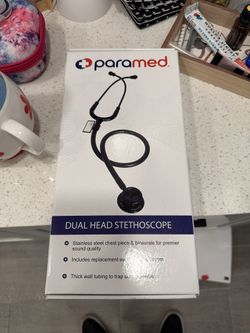 paramed.
DUAL HEAD STETHOSCOPE
Stainless steel chest piece & binaurals for premier
sound quality
Includes replacement
Thick wall tubing to trap